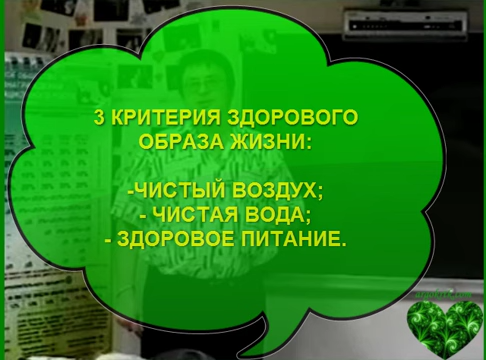 3 КРИТЕРИЯ ЗДОРОВОГО
ОБРАЗА ЖИЗНИ:
-ЧИСТЫЙ ВОЗДУХ;
- ЧИСТАЯ ВОДА;
- ЗДОРОВОЕ ПИТАНИЕ.